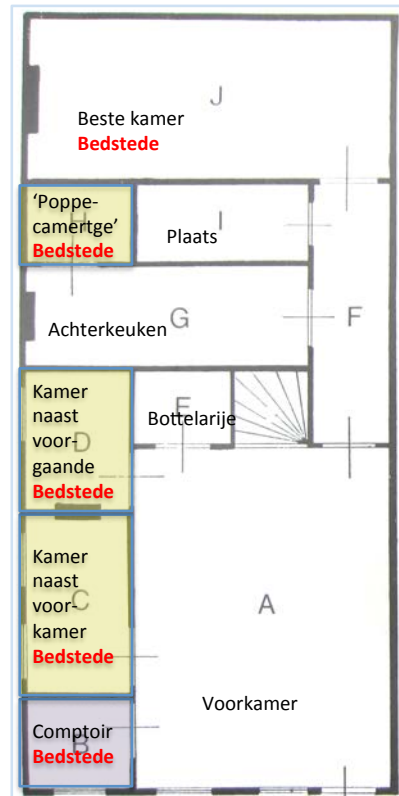 J
Beste kamer
Bedstede
'Poppe-
camertge'
H
Bedstede
I
Plaats
F
G
Achterkeuken
Kamer
naast
voor-
gaande
D
Bedstede
E
Bottelarije
Kamer
naast
voor-
kamer
C
Bedstede
A
Voorkamer
Comptoir
B
Bedstede